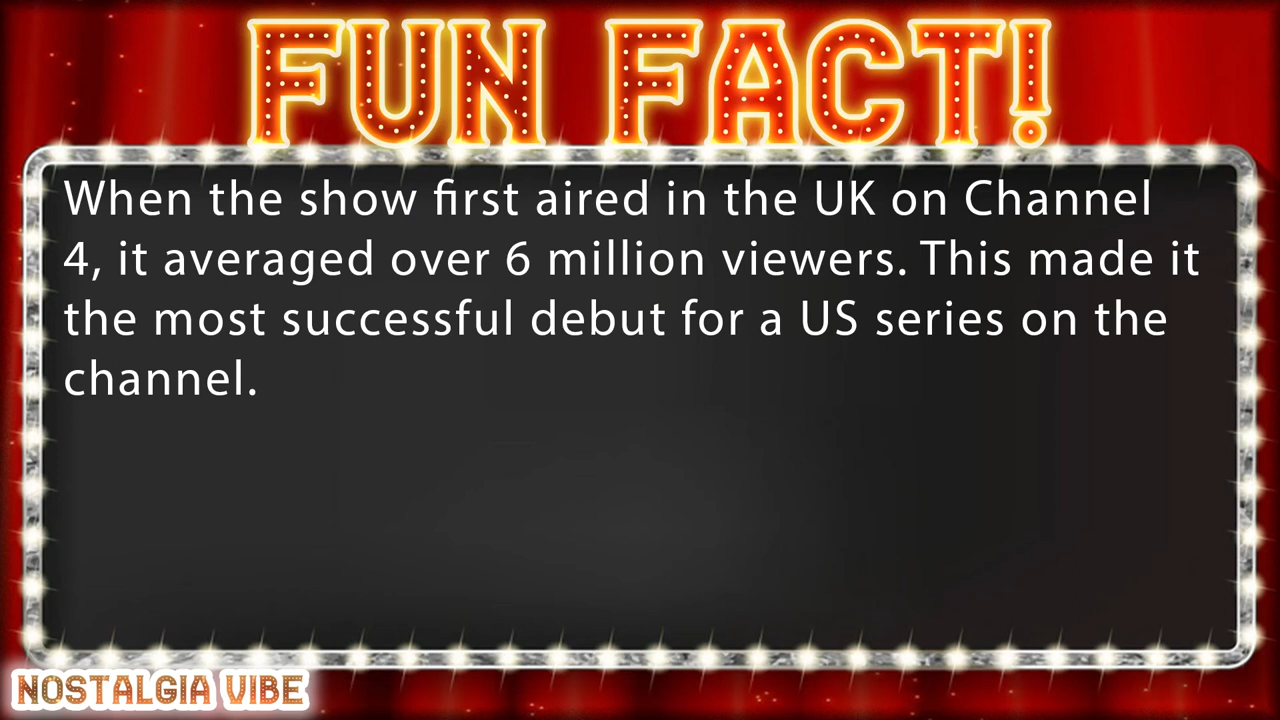 FUN FACT!
When the show first aired in the UK on Channel
4, it averaged over 6 million viewers. This made it
the most successful debut for a US series on the
channel.
NOSTALGIA VIBE